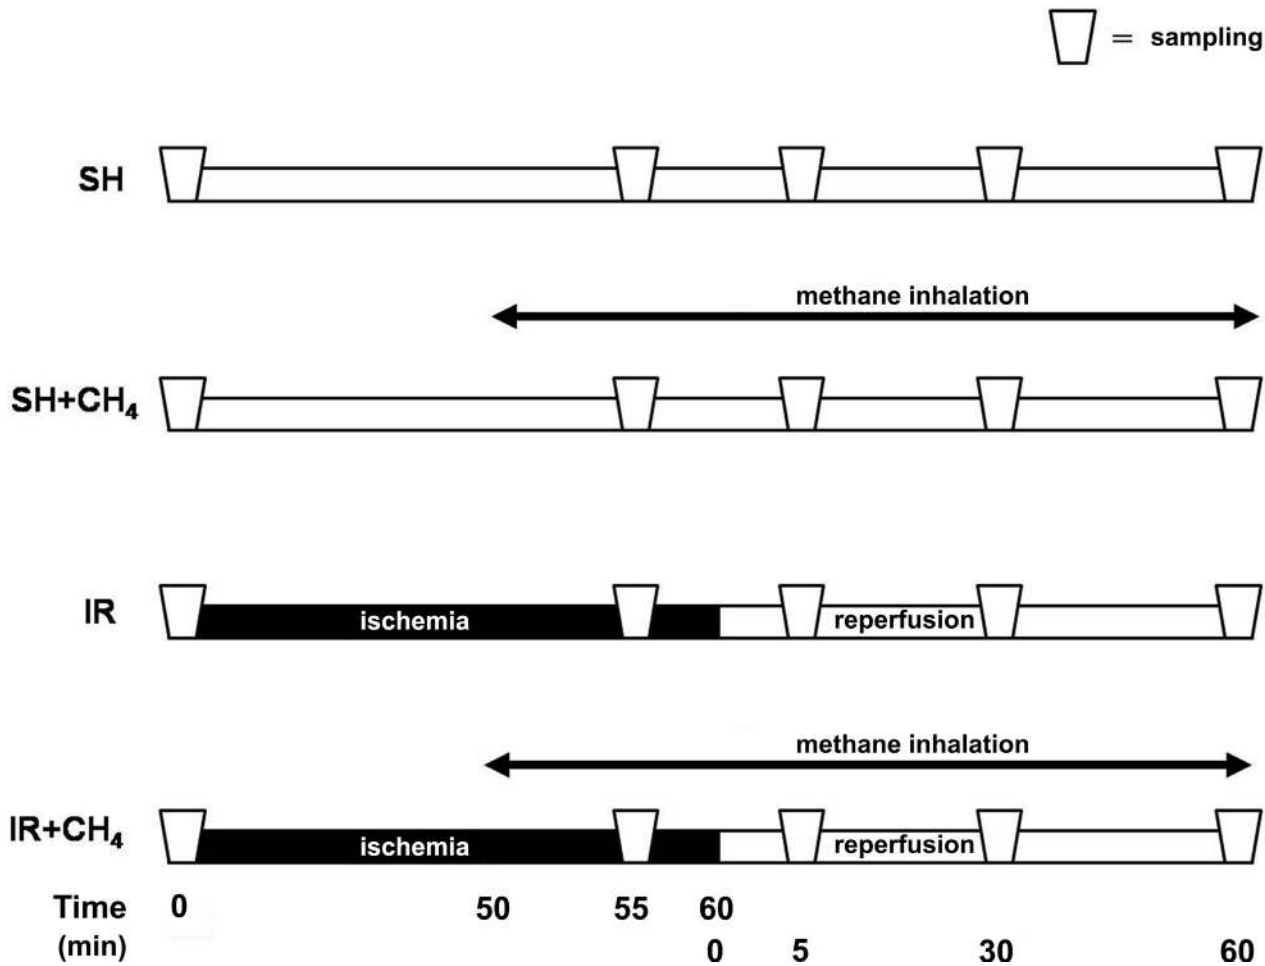 = sampling
SH
methane inhalation
SH+CH₄
IR
ischemia
reperfusion
methane inhalation
IR+CH₄
ischemia
reperfusion
Time 0 50 55 60
(min) 0 5 30 60